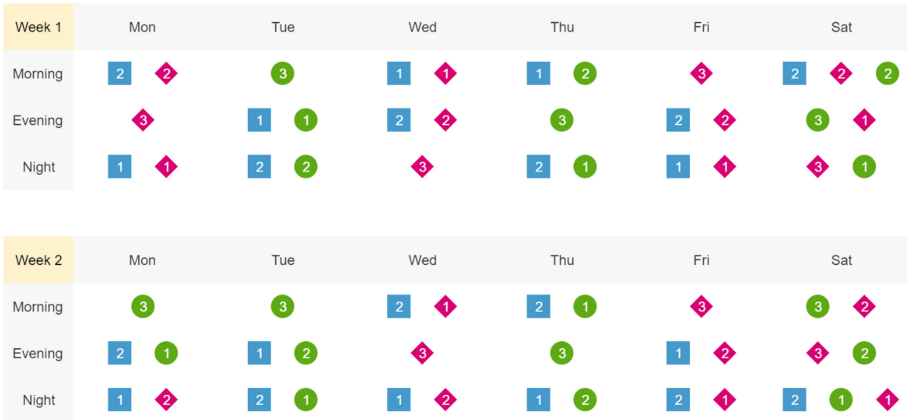 Week 1 Mon Tue Wed Thu Fri Sat
Morning 2 2 3 1 1 1 2 3 2 2 2
Evening 3 1 1 2 2 3 2 2 3 1
Night 1 1 2 2 3 2 1 1 1 3 1
Week 2 Mon Tue Wed Thu Fri Sat
Morning 3 3 2 1 2 1 3 3 2
Evening 2 1 1 2 3 3 1 2 3 2
Night 1 2 2 1 1 2 1 2 2 1 2 1 1